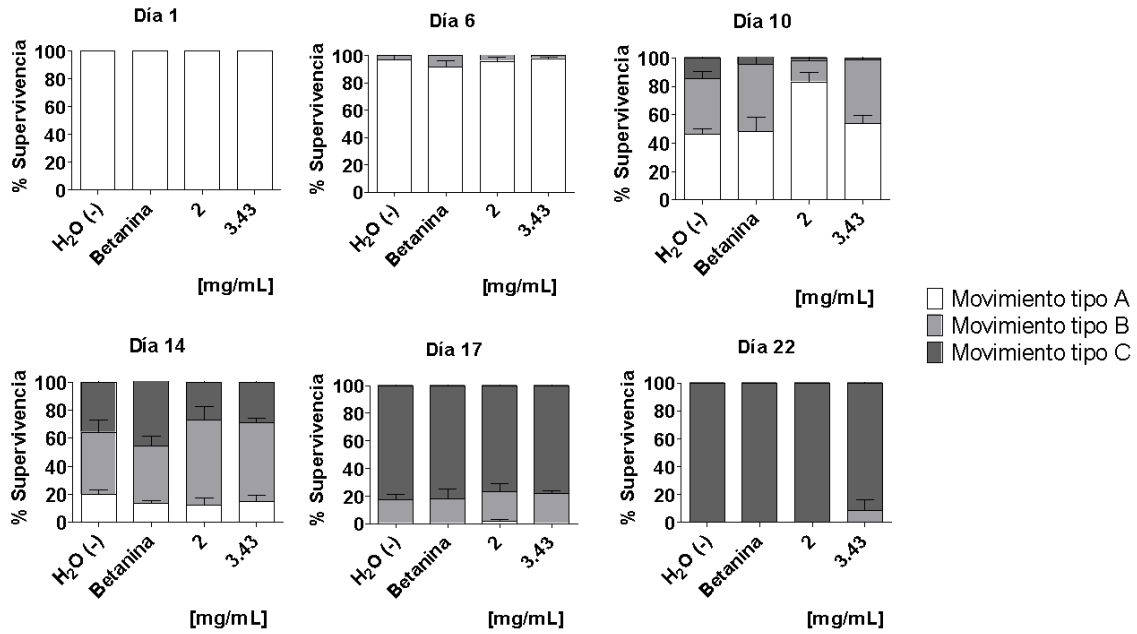 Día 1
% Supervivencia
100
80
60
40
20
0
H₂O (-)
Betanina
2
3.43
[mg/mL]
Día 6
% Supervivencia
100
80
60
40
20
0
H₂O (-)
Betanina
2
3.43
[mg/mL]
Día 10
% Supervivencia
100
80
60
40
20
0
H₂O (-)
Betanina
2
3.43
[mg/mL]
Movimiento tipo A
Movimiento tipo B
Movimiento tipo C
Día 14
% Supervivencia
100
80
60
40
20
0
H₂O (-)
Betanina
2
3.43
[mg/mL]
Día 17
% Supervivencia
100
80
60
40
20
0
H₂O (-)
Betanina
2
3.43
[mg/mL]
Día 22
% Supervivencia
100
80
60
40
20
0
H₂O (-)
Betanina
2
3.43
[mg/mL]